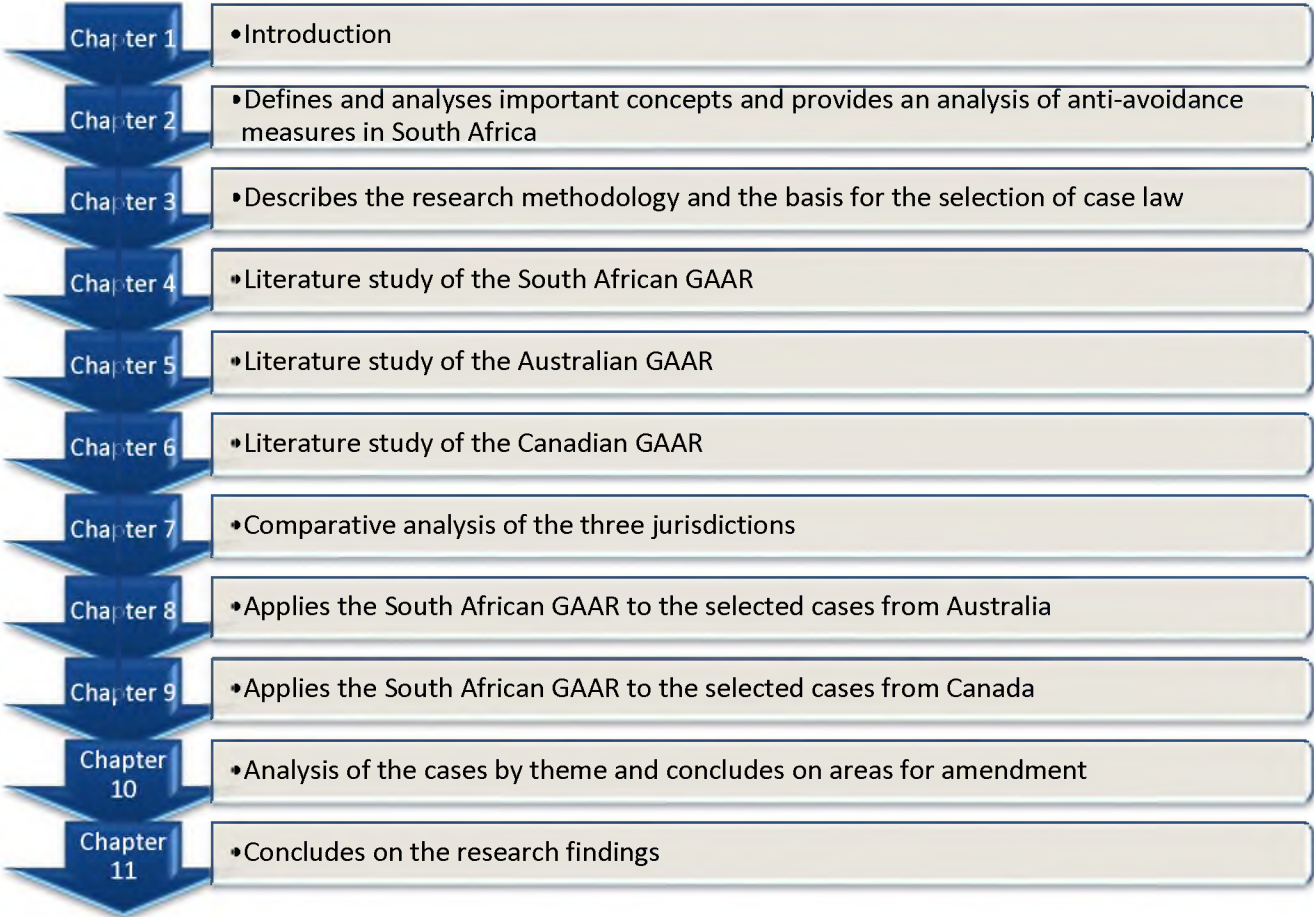 Chapter 1
•Introduction
Chapter 2
•Defines and analyses important concepts and provides an analysis of anti-avoidance
measures in South Africa
Chapter 3
•Describes the research methodology and the basis for the selection of case law
Chapter 4
•Literature study of the South African GAAR
Chapter 5
•Literature study of the Australian GAAR
Chapter 6
•Literature study of the Canadian GAAR
Chapter 7
•Comparative analysis of the three jurisdictions
Chapter 8
•Applies the South African GAAR to the selected cases from Australia
Chapter 9
•Applies the South African GAAR to the selected cases from Canada
Chapter
10
•Analysis of the cases by theme and concludes on areas for amendment
Chapter
11
•Concludes on the research findings